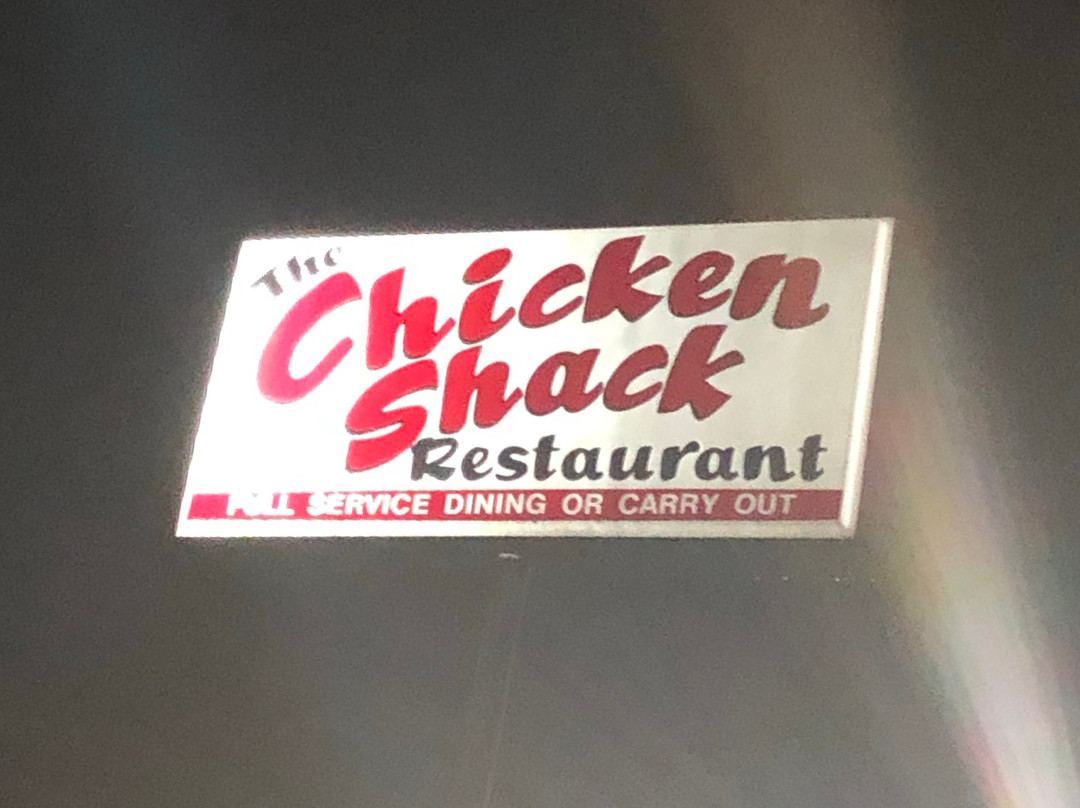 The
Chicken
Shack
Restaurant
FULL SERVICE DINING OR CARRY OUT